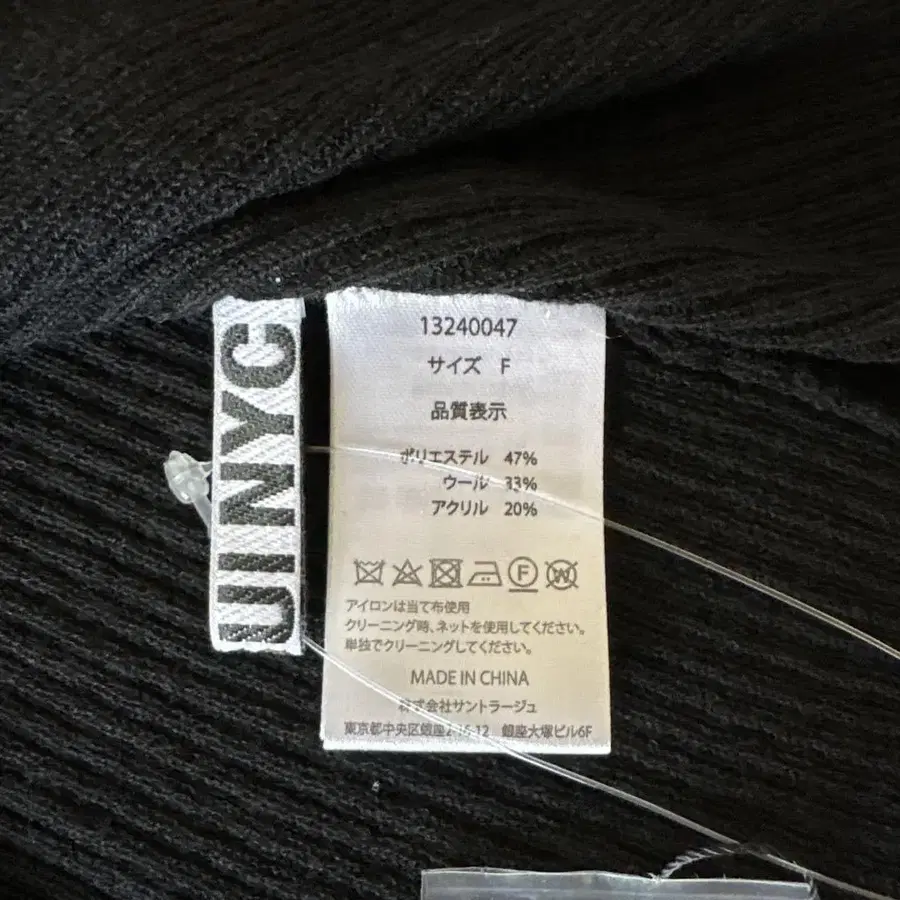 UINYC
13240047
サイズ F
品質表示
ポリエステル 47%
ウール 33%
アクリル 20%
F W
アイロンは当て布使用
クリーニング時、ネットを使用してください。
単独でクリーニングしてください。
MADE IN CHINA
株式会社サントラージュ
東京都中央区銀座2-16-12 銀座大塚ビル6F